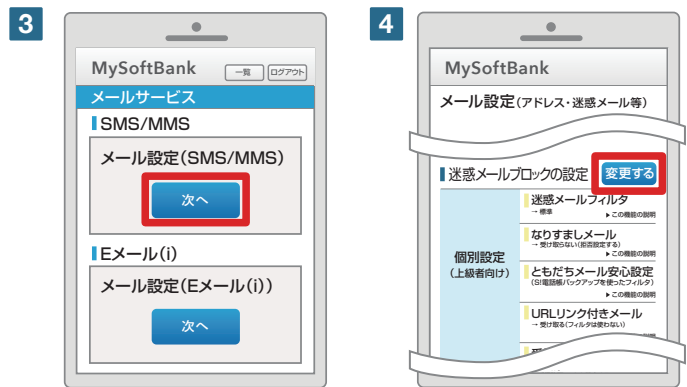 3
MySoftBank
一覧
ログアウト
メールサービス
SMS/MMS
メール設定(SMS/MMS)
次へ
Eメール(i)
メール設定(Eメール(i))
次へ
4
MySoftBank
メール設定(アドレス・迷惑メール等)
迷惑メールブロックの設定
変更する
個別設定
(上級者向け)
迷惑メールフィルタ
→ 標準
▶この機能の説明
なりすましメール
→ 受け取らない(拒否設定する)
▶この機能の説明
ともだちメール安心設定
(S!電話帳バックアップを使ったフィルタ)
▶この機能の説明
URLリンク付きメール
→ 受け取る(フィルタは使わない)